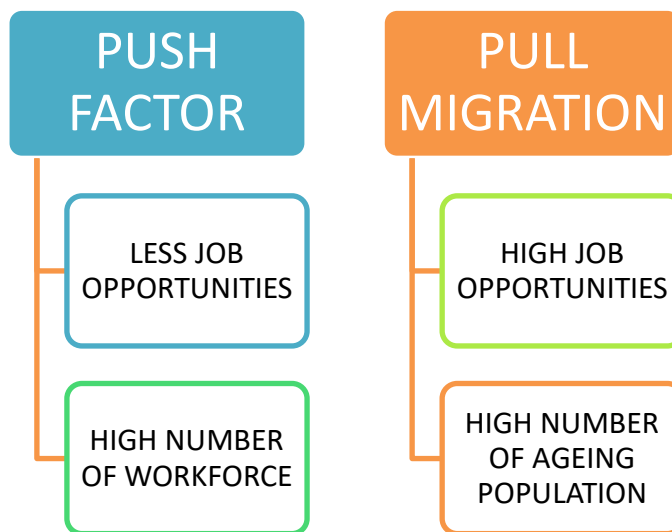 PUSH
FACTOR
LESS JOB
OPPORTUNITIES
HIGH NUMBER
OF WORKFORCE
PULL
MIGRATION
HIGH JOB
OPPORTUNITIES
HIGH NUMBER
OF AGEING
POPULATION